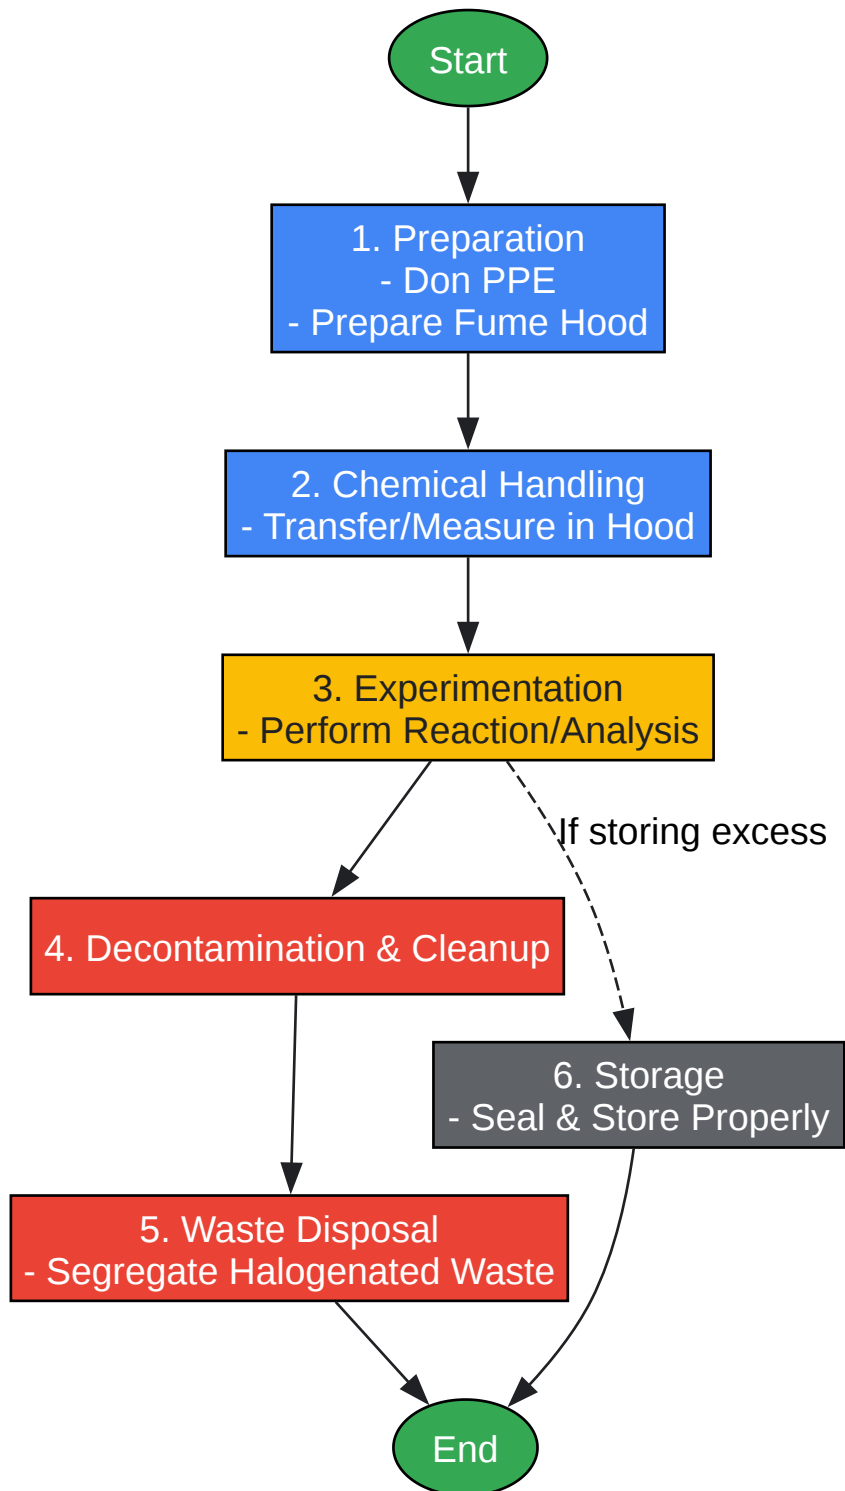 Start
1. Preparation
- Don PPE
- Prepare Fume Hood
2. Chemical Handling
- Transfer/Measure in Hood
3. Experimentation
- Perform Reaction/Analysis
If storing excess
4. Decontamination & Cleanup
6. Storage
- Seal & Store Properly
5. Waste Disposal
- Segregate Halogenated Waste
End